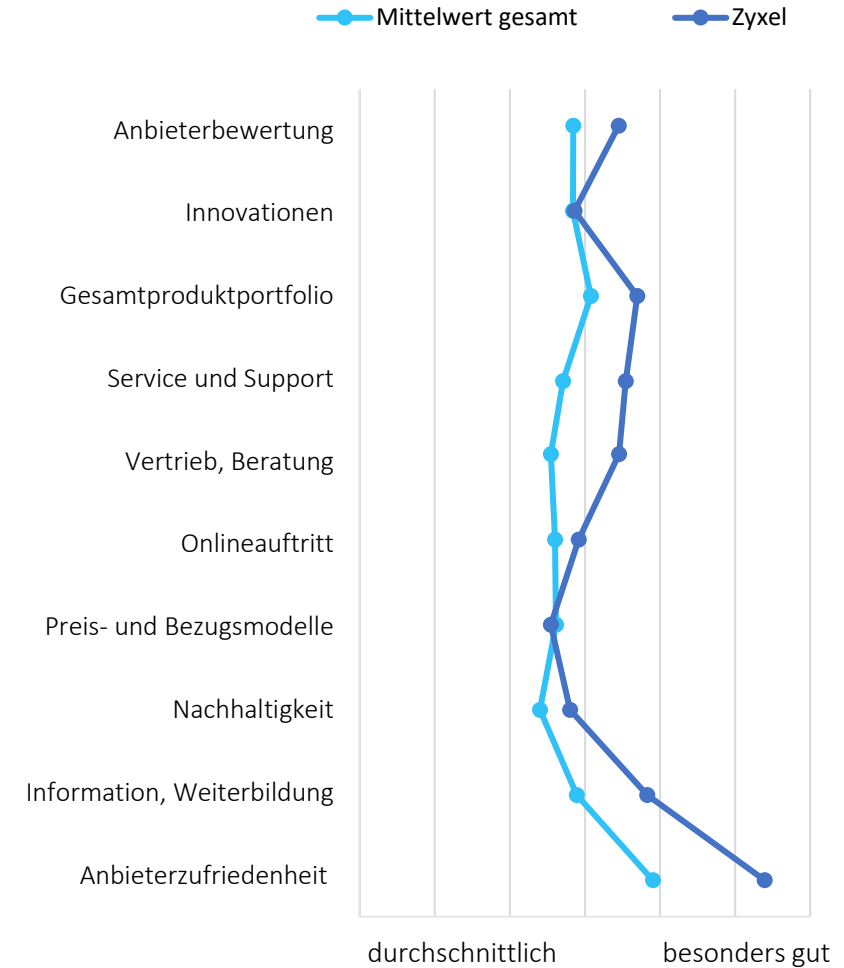 Mittelwert gesamt Zyxel
Anbieterbewertung
Innovationen
Gesamtproduktportfolio
Service und Support
Vertrieb, Beratung
Onlineauftritt
Preis- und Bezugsmodelle
Nachhaltigkeit
Information, Weiterbildung
Anbieterzufriedenheit
durchschnittlich besonders gut